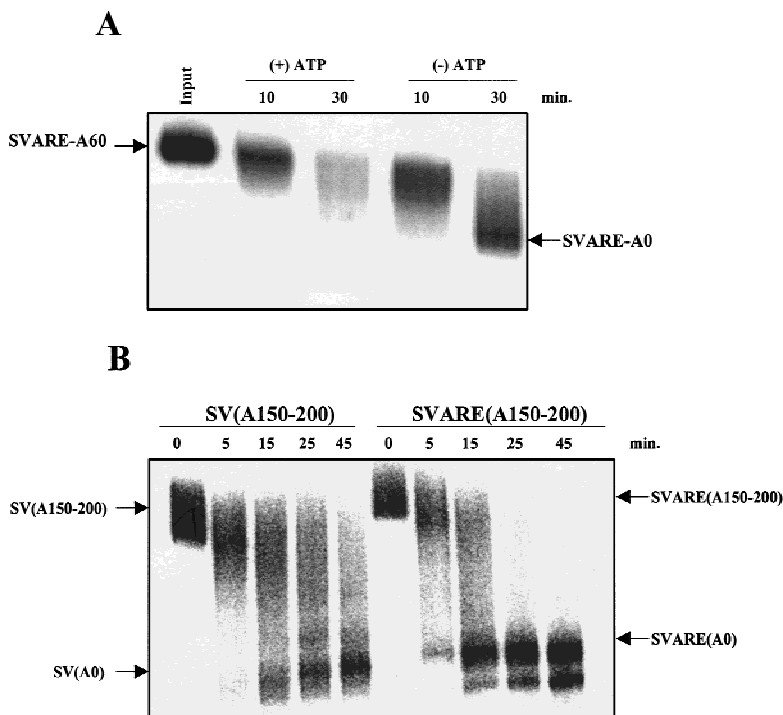 A
Input
(+) ATP
(-) ATP
10 30 10 30 min.
SVARE-A60
SVARE-A0
B
SV(A150-200) SVARE(A150-200)
0 5 15 25 45 0 5 15 25 45 min.
SV(A150-200)
SVARE(A150-200)
SVARE(A0)
SV(A0)